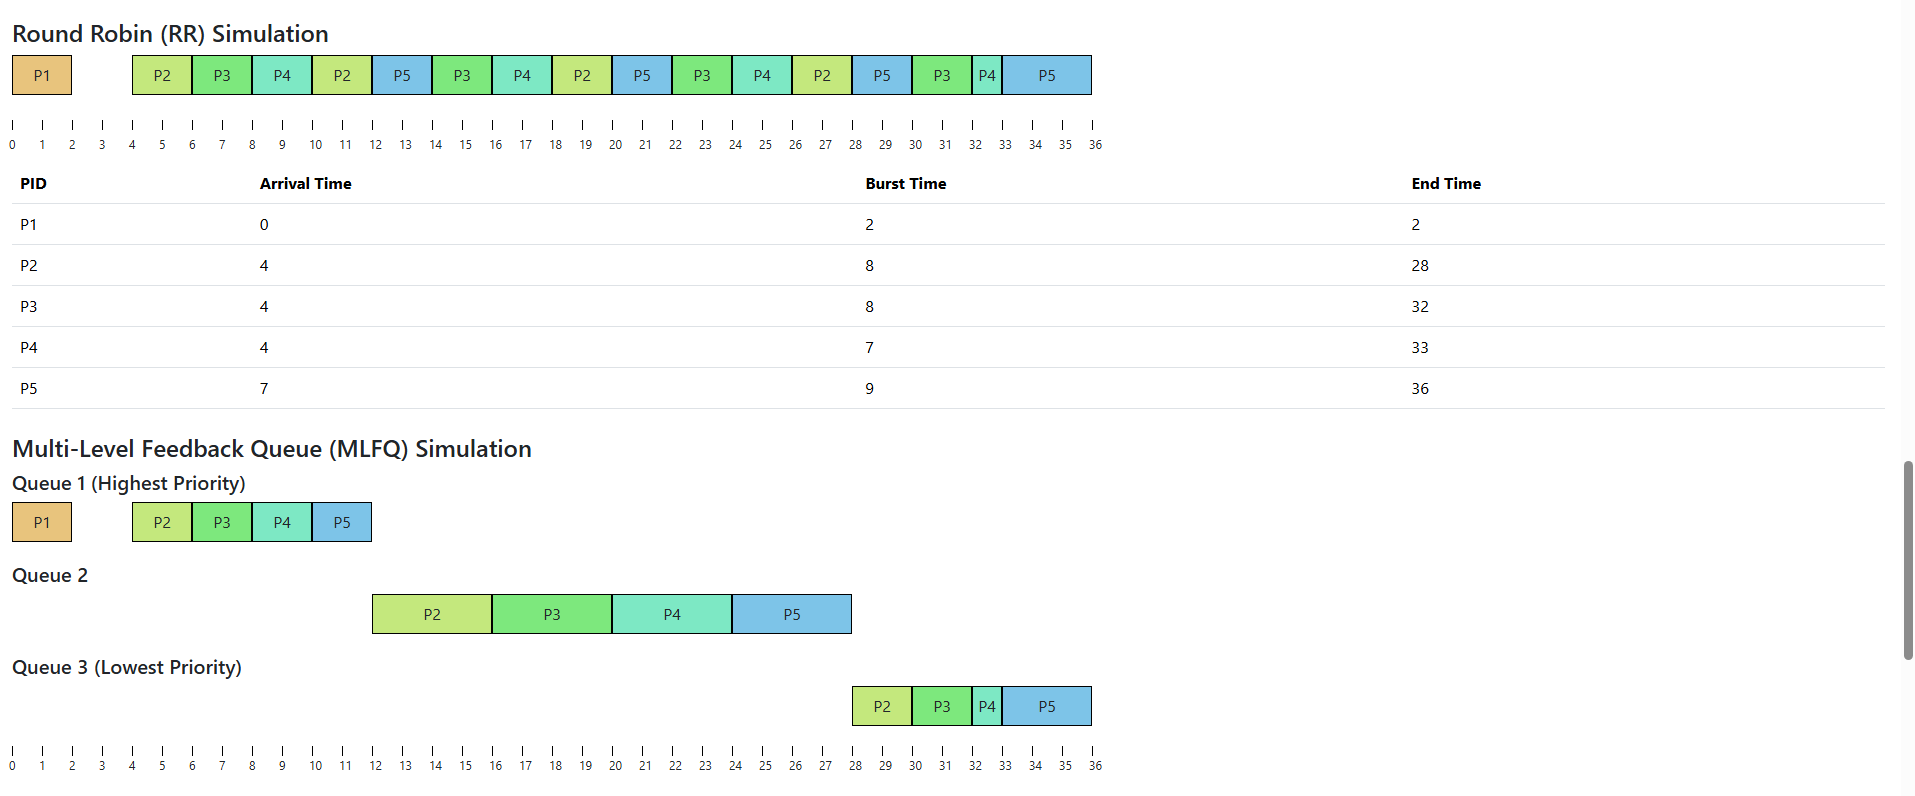 Round Robin (RR) Simulation
P1 P2 P3 P4 P2 P5 P3 P4 P2 P5 P3 P4 P2 P5 P3 P4 P5
0 1 2 3 4 5 6 7 8 9 10 11 12 13 14 15 16 17 18 19 20 21 22 23 24 25 26 27 28 29 30 31 32 33 34 35 36
PID Arrival Time Burst Time End Time
P1 0 2 2
P2 4 8 28
P3 4 8 32
P4 4 7 33
P5 7 9 36
Multi-Level Feedback Queue (MLFQ) Simulation
Queue 1 (Highest Priority)
P1 P2 P3 P4 P5
Queue 2
P2 P3 P4 P5
Queue 3 (Lowest Priority)
P2 P3 P4 P5
0 1 2 3 4 5 6 7 8 9 10 11 12 13 14 15 16 17 18 19 20 21 22 23 24 25 26 27 28 29 30 31 32 33 34 35 36